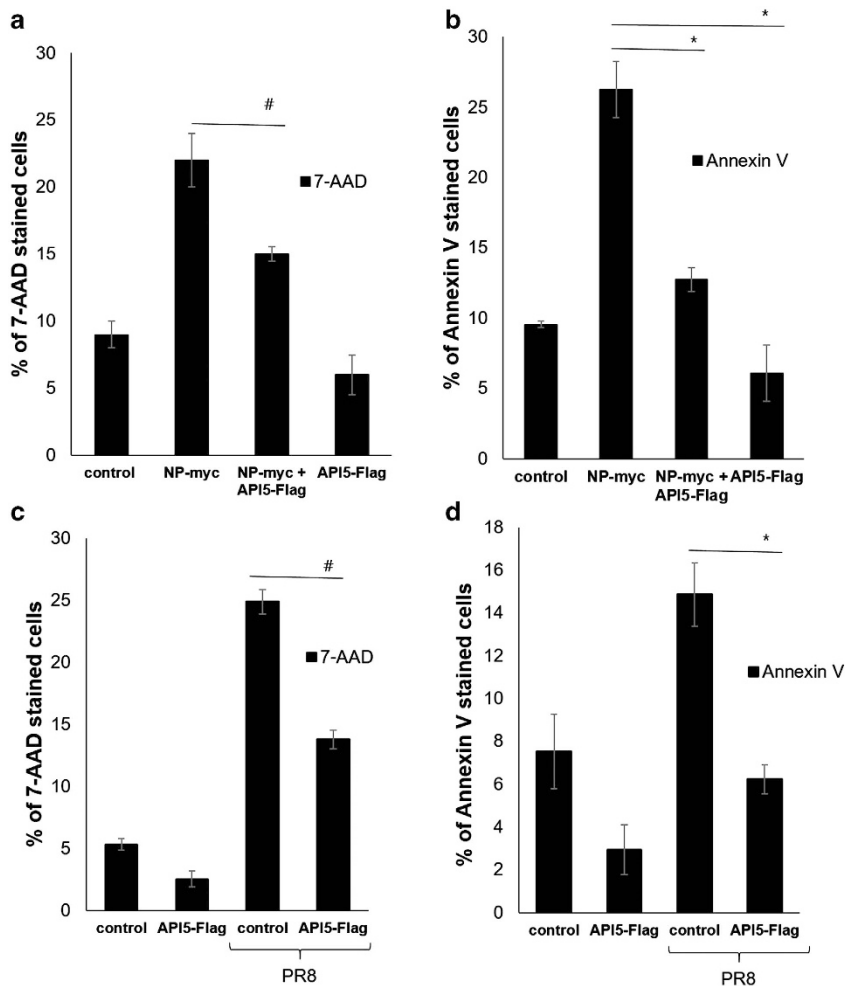 a
30
25
20
15
10
5
0
% of 7-AAD stained cells
#
7-AAD
control
NP-myc
NP-myc +
API5-Flag
API5-Flag
b
30
25
20
15
10
5
0
% of Annexin V stained cells
*
*
Annexin V
control
NP-myc
NP-myc +
API5-Flag
API5-Flag
c
30
25
20
15
10
5
0
% of 7-AAD stained cells
#
7-AAD
control
API5-Flag
control
API5-Flag
PR8
d
18
16
14
12
10
8
6
4
2
0
% of Annexin V stained cells
*
Annexin V
control
API5-Flag
control
API5-Flag
PR8